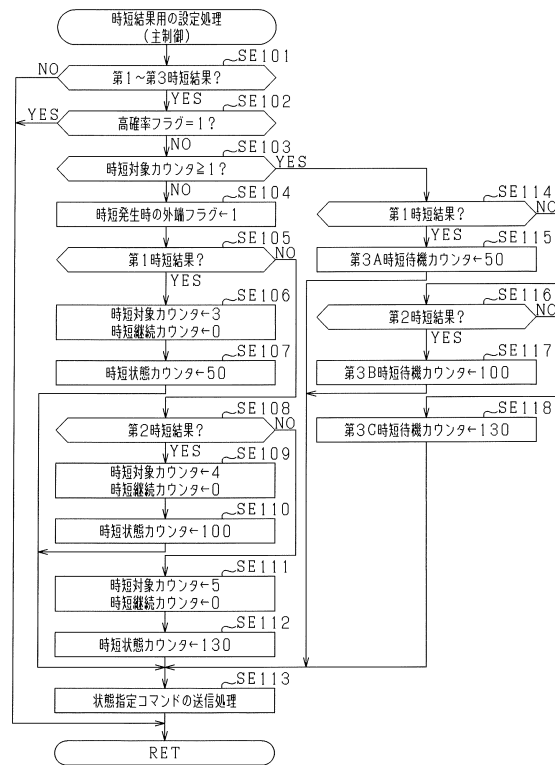 時短結果用の設定処理
(主制御)
SE101
第1～第3時短結果?
NO
YES
SE102
高確率フラグ=1?
YES
NO
SE103
時短対象カウンタ≧1?
YES
NO
SE104
時短発生時の外端フラグ←1
SE105
第1時短結果?
NO
YES
SE106
時短対象カウンタ←3
時短継続カウンタ←0
SE107
時短状態カウンタ←50
SE108
第2時短結果?
NO
YES
SE109
時短対象カウンタ←4
時短継続カウンタ←0
SE110
時短状態カウンタ←100
SE111
時短対象カウンタ←5
時短継続カウンタ←0
SE112
時短状態カウンタ←130
SE113
状態指定コマンドの送信処理
RET
SE114
第1時短結果?
NO
YES
SE115
第3A時短待機カウンタ←50
SE116
第2時短結果?
NO
YES
SE117
第3B時短待機カウンタ←100
SE118
第3C時短待機カウンタ←130